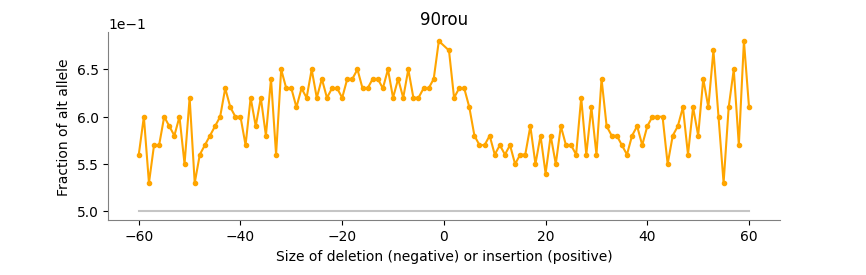 90rou
1e−1
6.5
6.0
5.5
5.0
Fraction of alt allele
−60 −40 −20 0 20 40 60
Size of deletion (negative) or insertion (positive)